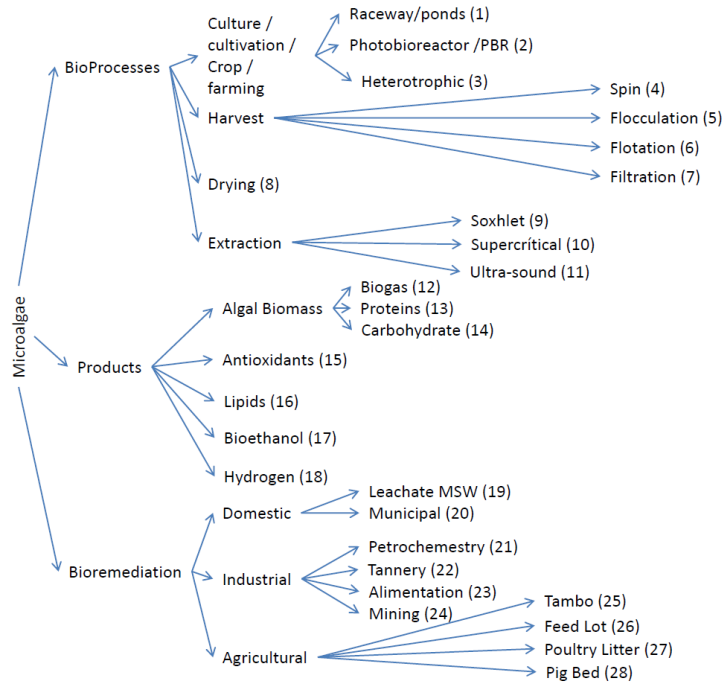 Microalgae
BioProcesses
Culture /
cultivation /
Crop /
farming
Raceway/ponds (1)
Photobioreactor /PBR (2)
Heterotrophic (3)
Harvest
Spin (4)
Flocculation (5)
Flotation (6)
Filtration (7)
Drying (8)
Extraction
Soxhlet (9)
Supercrítical (10)
Ultra-sound (11)
Products
Algal Biomass
Biogas (12)
Proteins (13)
Carbohydrate (14)
Antioxidants (15)
Lipids (16)
Bioethanol (17)
Hydrogen (18)
Bioremediation
Domestic
Leachate MSW (19)
Municipal (20)
Industrial
Petrochemestry (21)
Tannery (22)
Alimentation (23)
Mining (24)
Agricultural
Tambo (25)
Feed Lot (26)
Poultry Litter (27)
Pig Bed (28)